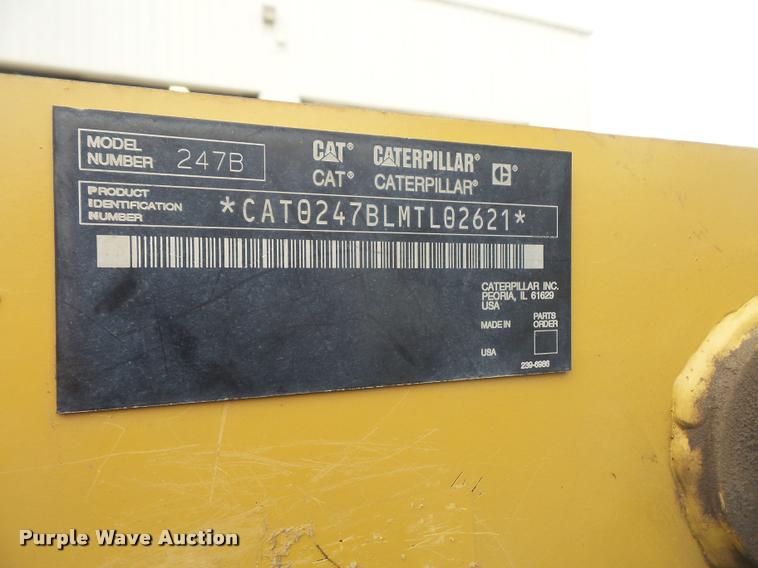 MODEL NUMBER 247B
CAT® CATERPILLAR®
CAT® CATERPILLAR® C®
PRODUCT IDENTIFICATION NUMBER *CAT0247BLMTL02621*
CATERPILLAR INC.
PEORIA, IL 61629
USA
MADE IN
PARTS ORDER
USA
239-6986
Purple Wave Auction®